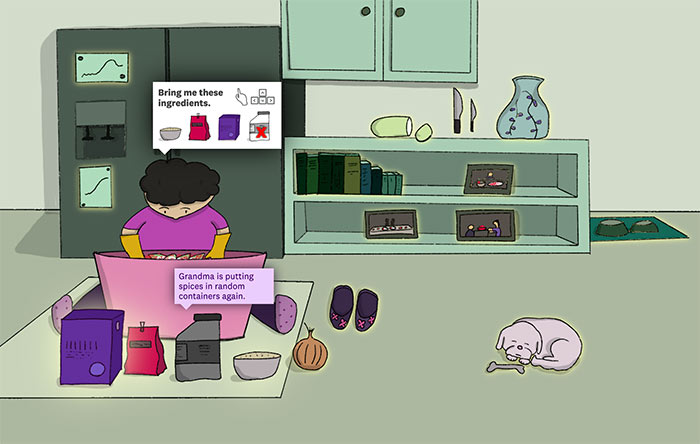 Bring me these
ingredients.
Grandma is putting
spices in random
containers again.